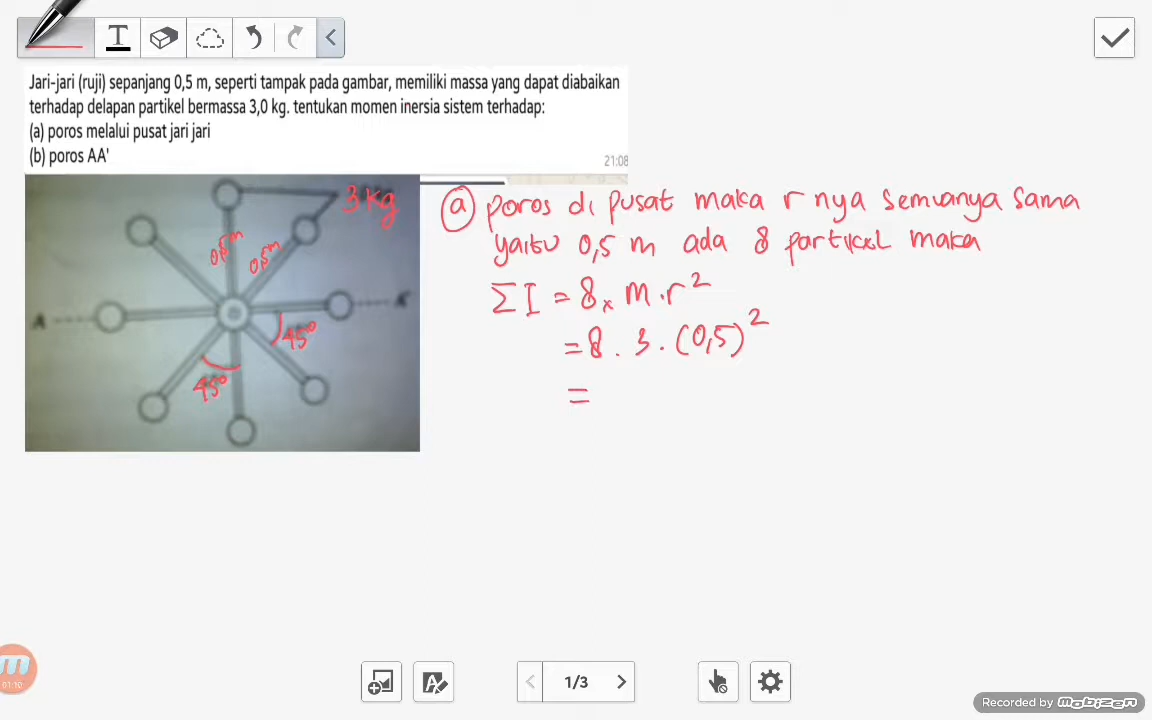 T
Jari-jari (ruji) sepanjang 0,5 m, seperti tampak pada gambar, memiliki massa yang dapat diabaikan
terhadap delapan partikel bermassa 3,0 kg. tentukan momen inersia sistem terhadap:
(a) poros melalui pusat jari jari
(b) poros AA'
21:08
3 kg
0,5 m
0,5 m
A
A'
45°
45°
(a) poros di pusat maka r nya semuanya sama
yaitu 0,5 m ada 8 partikel maka
Σ I = 8 x m . r²
= 8 . 3 . (0,5)²
=
1/3
01:10
Recorded by mobizen